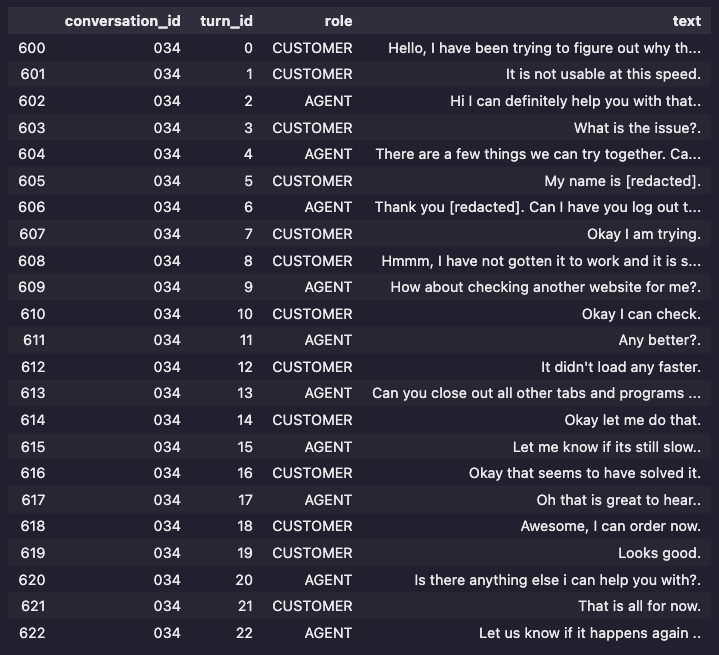 conversation_id turn_id role text
600 034 0 CUSTOMER Hello, I have been trying to figure out why th...
601 034 1 CUSTOMER It is not usable at this speed.
602 034 2 AGENT Hi I can definitely help you with that..
603 034 3 CUSTOMER What is the issue?.
604 034 4 AGENT There are a few things we can try together. Ca...
605 034 5 CUSTOMER My name is [redacted].
606 034 6 AGENT Thank you [redacted]. Can I have you log out t...
607 034 7 CUSTOMER Okay I am trying.
608 034 8 CUSTOMER Hmmm, I have not gotten it to work and it is s...
609 034 9 AGENT How about checking another website for me?.
610 034 10 CUSTOMER Okay I can check.
611 034 11 AGENT Any better?.
612 034 12 CUSTOMER It didn't load any faster.
613 034 13 AGENT Can you close out all other tabs and programs ...
614 034 14 CUSTOMER Okay let me do that.
615 034 15 AGENT Let me know if its still slow..
616 034 16 CUSTOMER Okay that seems to have solved it.
617 034 17 AGENT Oh that is great to hear..
618 034 18 CUSTOMER Awesome, I can order now.
619 034 19 CUSTOMER Looks good.
620 034 20 AGENT Is there anything else i can help you with?.
621 034 21 CUSTOMER That is all for now.
622 034 22 AGENT Let us know if it happens again ..